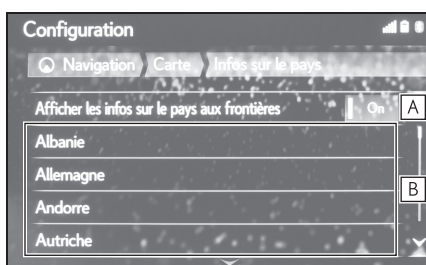 Configuration
Navigation Carte Infos sur le pays
Afficher les infos sur le pays aux frontières On A
Albanie
Allemagne
Andorre B
Autriche